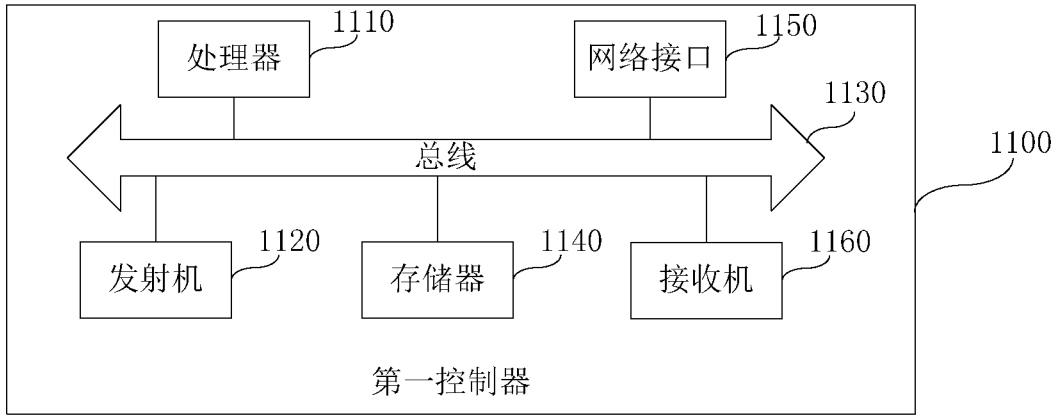 处理器
1110
网络接口
1150
1130
总线
1100
发射机
1120
存储器
1140
接收机
1160
第一控制器